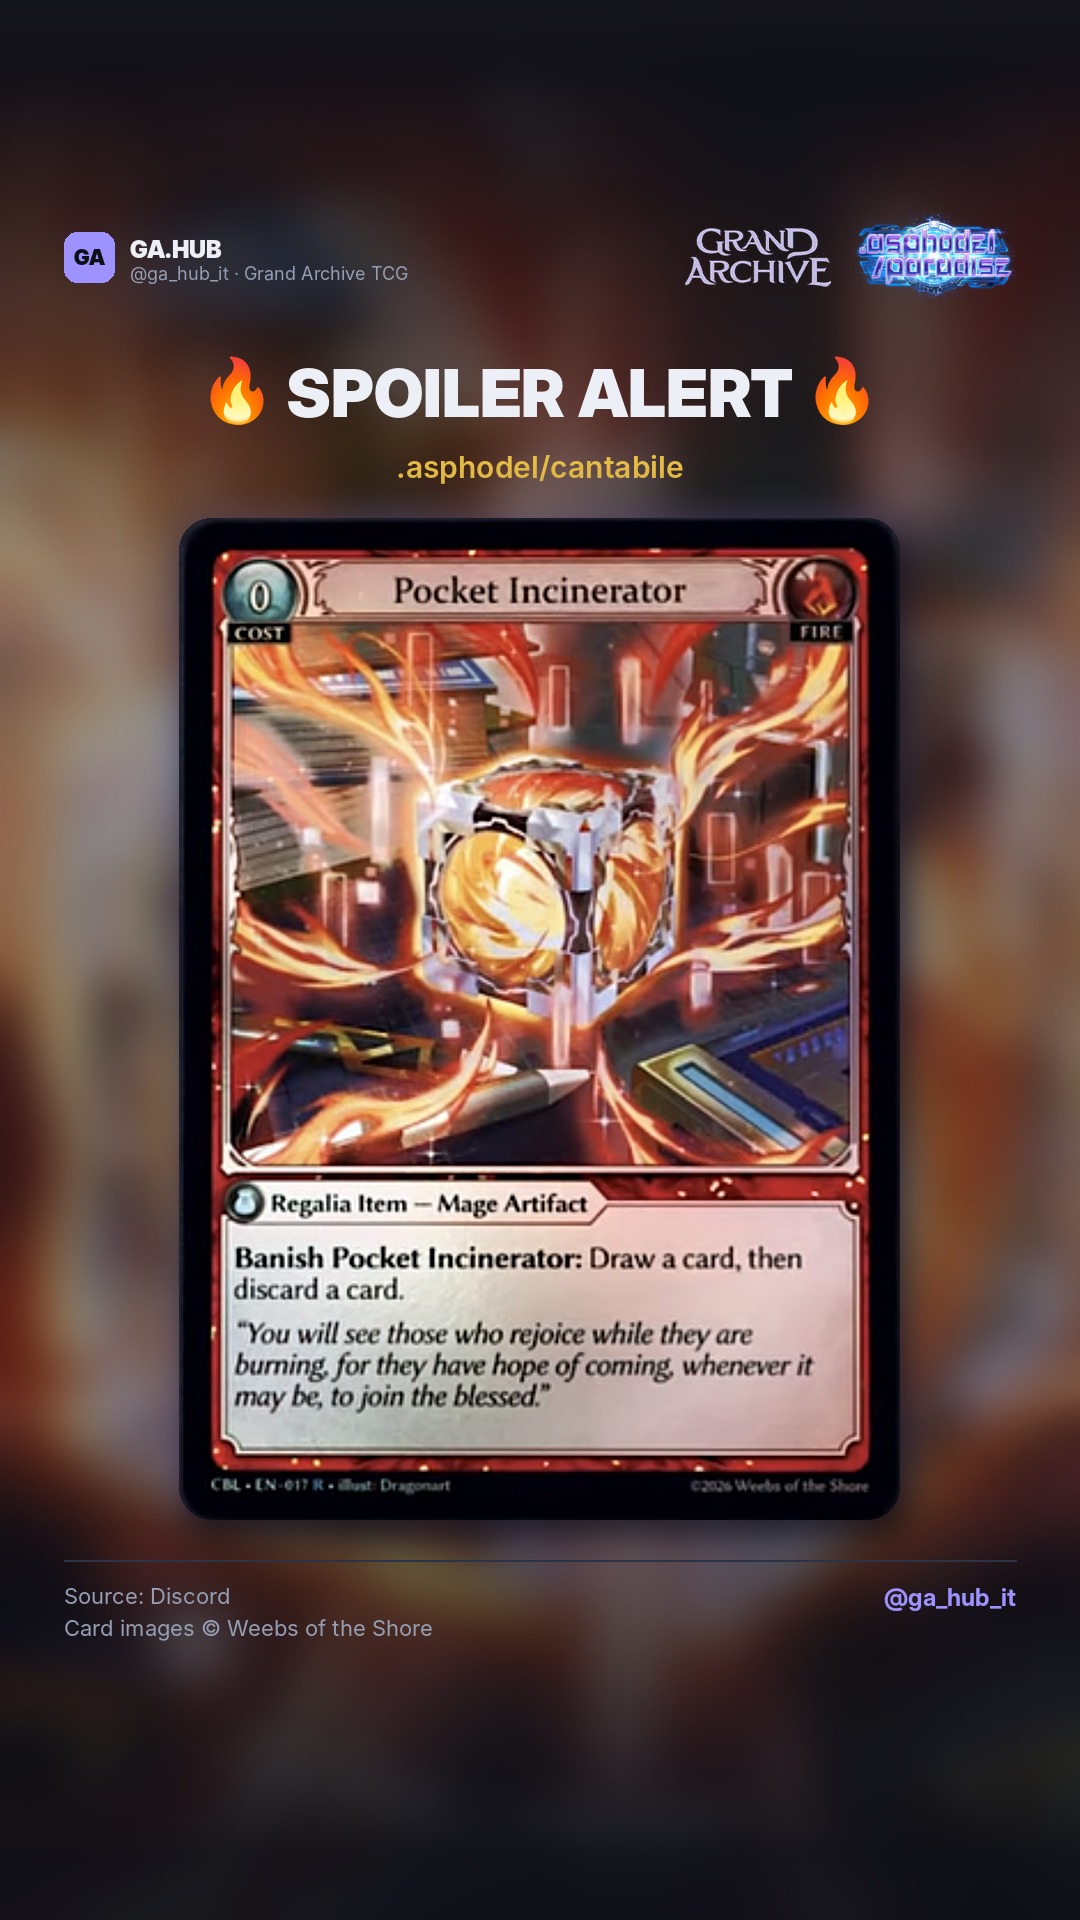 GA
GA.HUB
@ga_hub_it · Grand Archive TCG
GRAND
ARCHIVE
.asphodel
/paradise
🔥 SPOILER ALERT 🔥
.asphodel/cantabile
0
COST
Pocket Incinerator
FIRE
Regalia Item — Mage Artifact
Banish Pocket Incinerator: Draw a card, then
discard a card.
“You will see those who rejoice while they are
burning, for they have hope of coming, whenever it
may be, to join the blessed.”
CBL • EN-017 R • illust: Dragonart
©2026 Weebs of the Shore
Source: Discord
@ga_hub_it
Card images © Weebs of the Shore